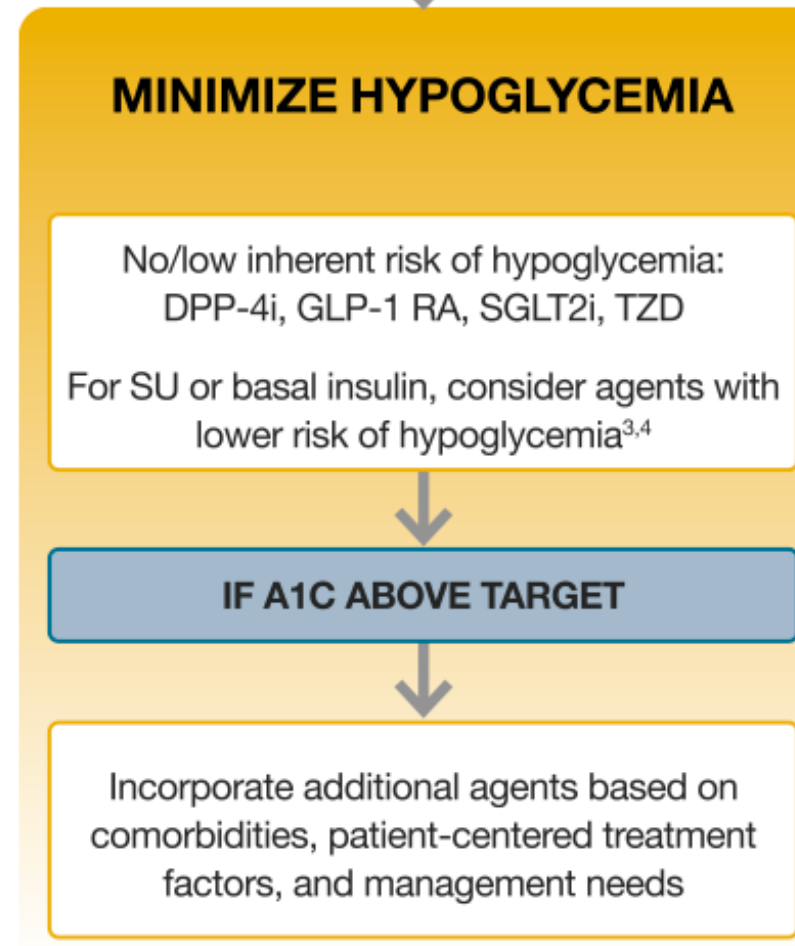 MINIMIZE HYPOGLYCEMIA
No/low inherent risk of hypoglycemia:
DPP-4i, GLP-1 RA, SGLT2i, TZD
For SU or basal insulin, consider agents with
lower risk of hypoglycemia³,⁴
IF A1C ABOVE TARGET
Incorporate additional agents based on
comorbidities, patient-centered treatment
factors, and management needs